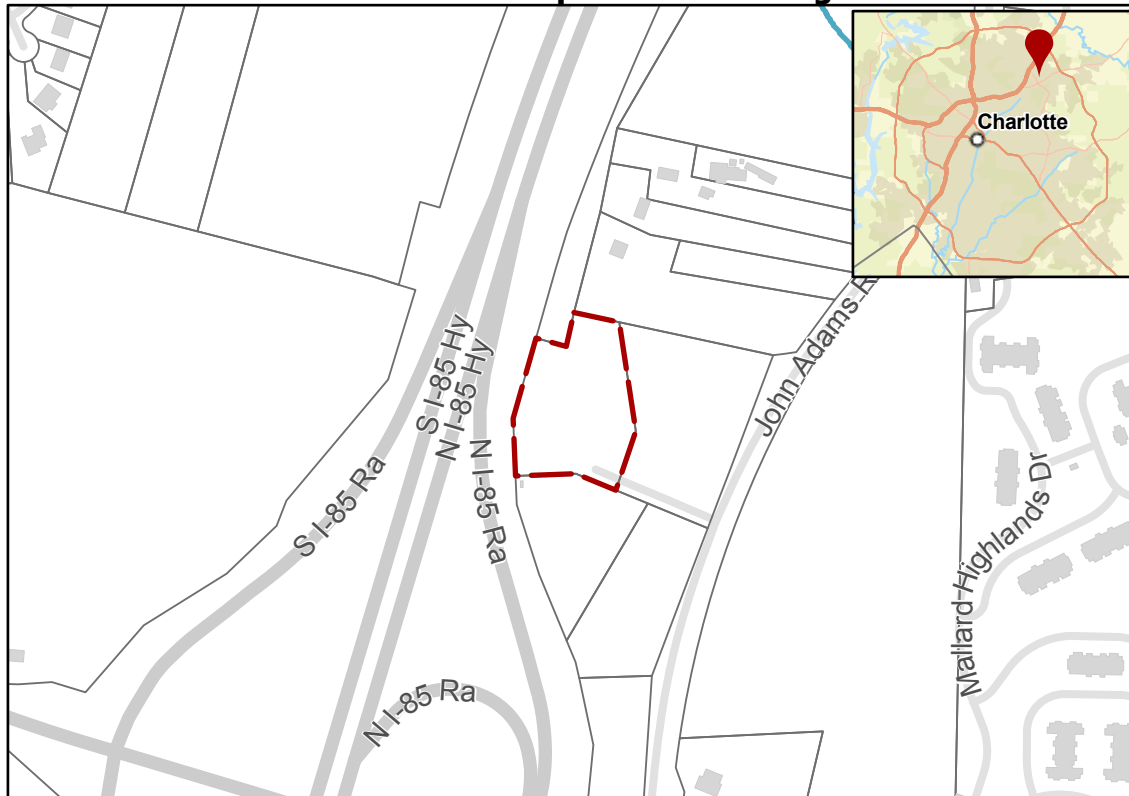 Charlotte
John Adams R
S I-85 Hy
N I-85 Hy
N I-85 Ra
S I-85 Ra
Mallard Highlands Dr
N I-85 Ra